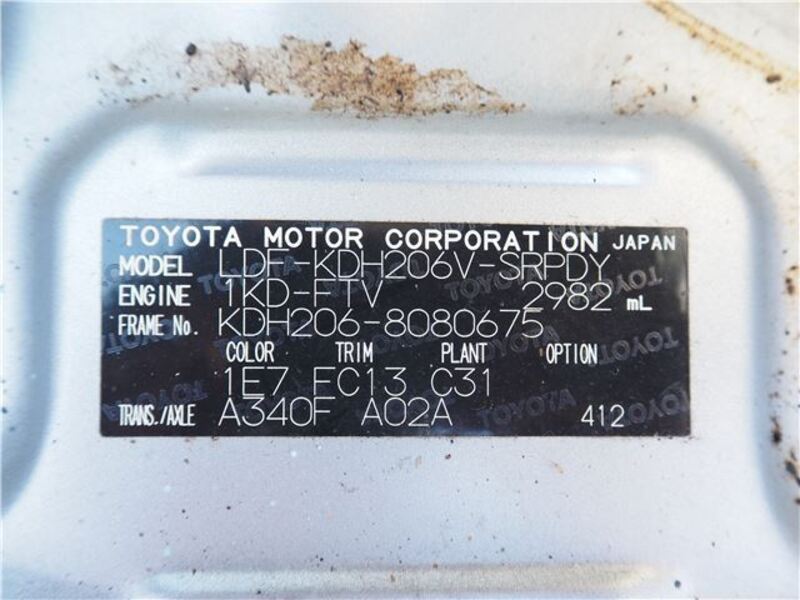 TOYOTA MOTOR CORPORATION JAPAN
MODEL LDF-KDH206V-SRPDY
ENGINE 1KD-FTV 2982 mL
FRAME No. KDH206-8080675
COLOR TRIM PLANT OPTION
1E7 FC13 C31
TRANS./AXLE A340F A02A 412